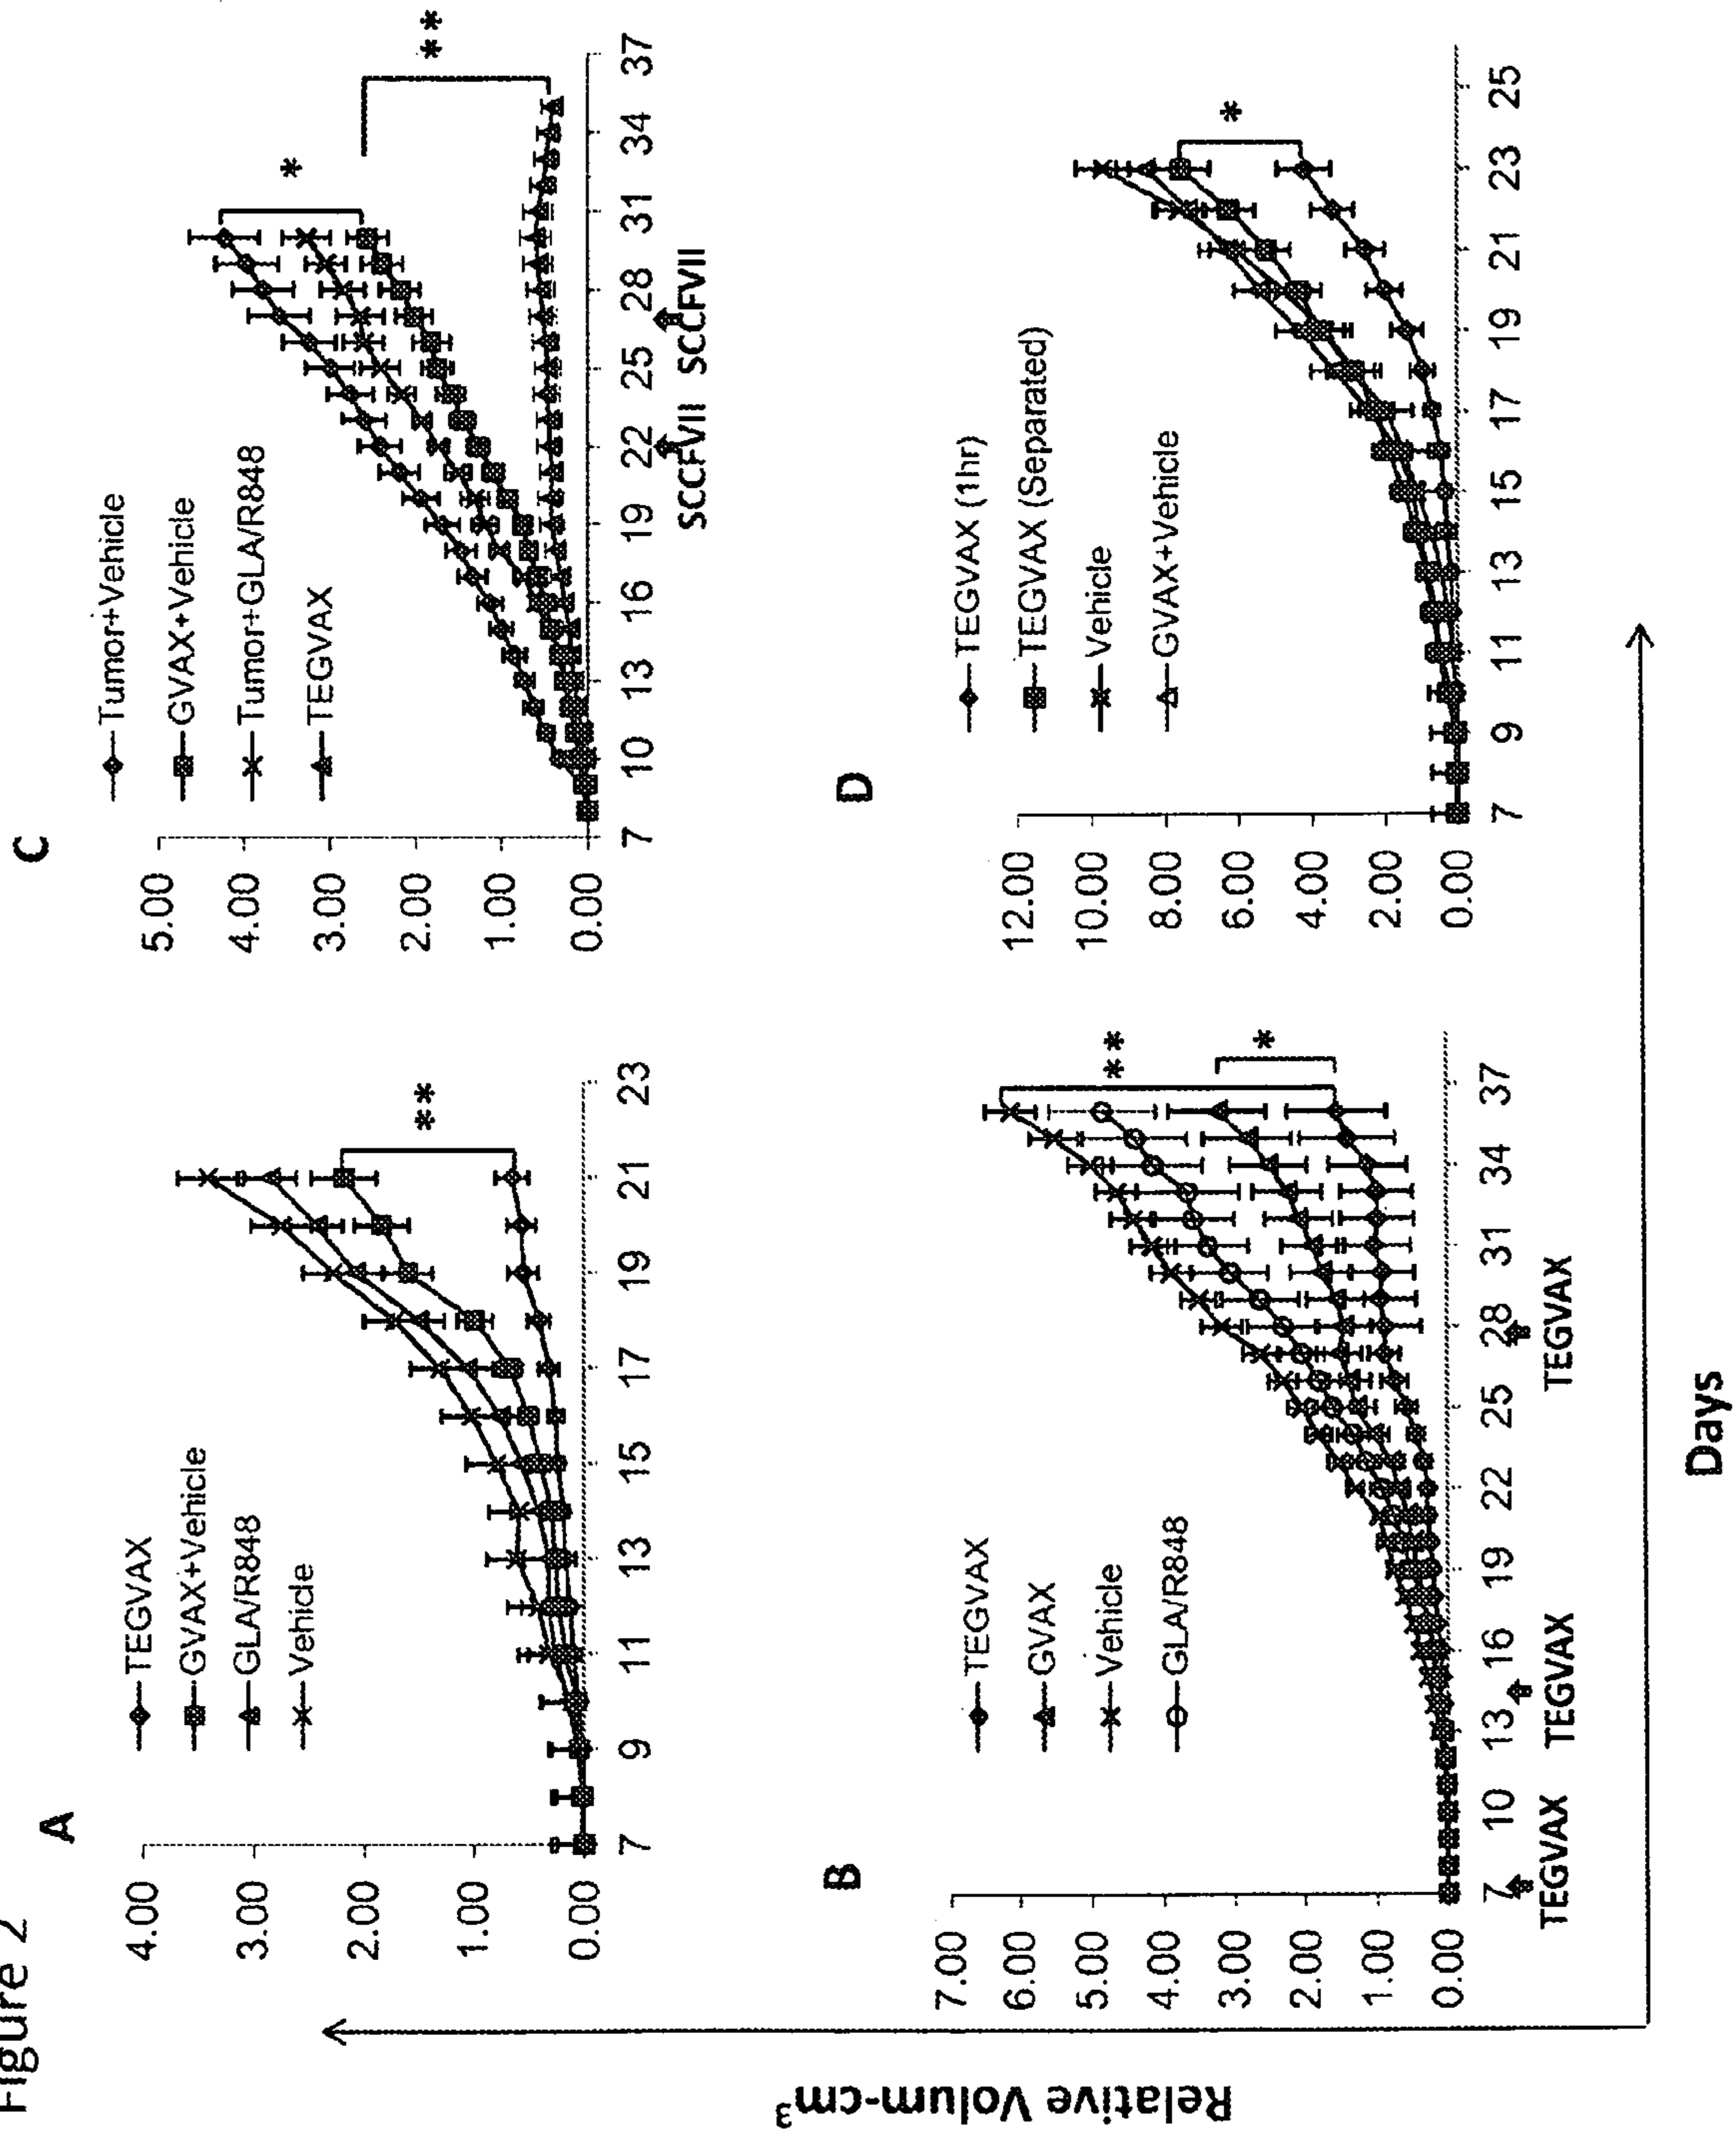 Figure 2
Relative Volum-cm³
A
4.00
3.00
2.00
1.00
0.00
TEGVAX
GVAX+Vehicle
GLA/R848
Vehicle
**
7 9 11 13 15 17 19 21 23
C
5.00
4.00
3.00
2.00
1.00
0.00
Tumor+Vehicle
GVAX+Vehicle
Tumor+GLA/R848
TEGVAX
*
**
7 10 13 16 19 22 25 28 31 34 37
SCCFVII SCCFVII
B
7.00
6.00
5.00
4.00
3.00
2.00
1.00
0.00
TEGVAX
GVAX
Vehicle
GLA/R848
**
*
7 10 13 16 19 22 25 28 31 34 37
TEGVAX TEGVAX TEGVAX
D
12.00
10.00
8.00
6.00
4.00
2.00
0.00
TEGVAX (1hr)
TEGVAX (Separated)
Vehicle
GVAX+Vehicle
*
7 9 11 13 15 17 19 21 23 25
Days